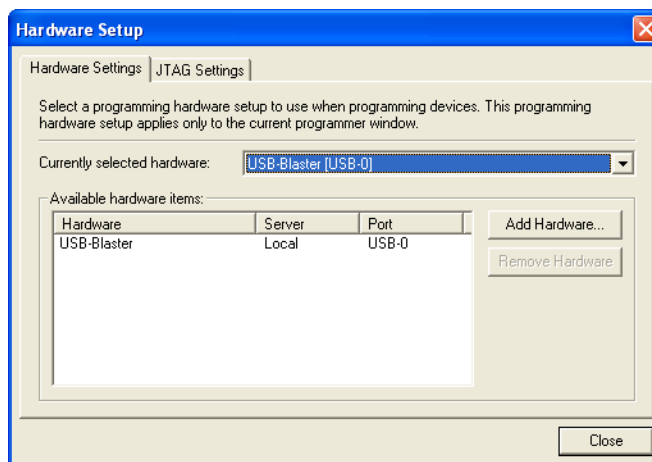 Hardware Setup
Hardware Settings
JTAG Settings
Select a programming hardware setup to use when programming devices. This programming
hardware setup applies only to the current programmer window.
Currently selected hardware:
USB-Blaster [USB-0]
Available hardware items:
Hardware Server Port
USB-Blaster Local USB-0
Add Hardware...
Remove Hardware
Close